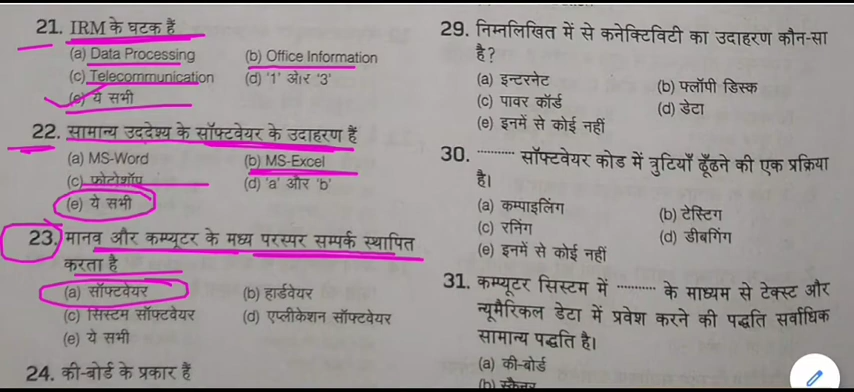 21. IRM के घटक हैं
(a) Data Processing (b) Office Information
(c) Telecommunication (d) '1' और '3'
(e) ये सभी
22. सामान्य उददेश्य के सॉफ्टवेयर के उदाहरण हैं
(a) MS-Word (b) MS-Excel
(c) फोटोशॉप (d) 'a' और 'b'
(e) ये सभी
23. मानव और कम्प्यूटर के मध्य परस्पर सम्पर्क स्थापित
करता है
(a) सॉफ्टवेयर (b) हार्डवेयर
(c) सिस्टम सॉफ्टवेयर (d) एप्लीकेशन सॉफ्टवेयर
(e) ये सभी
24. की-बोर्ड के प्रकार हैं
29. निम्नलिखित में से कनेक्टिविटी का उदाहरण कौन-सा
है?
(a) इन्टरनेट (b) फ्लॉपी डिस्क
(c) पावर कॉर्ड (d) डेटा
(e) इनमें से कोई नहीं
30. ........... सॉफ्टवेयर कोड में त्रुटियाँ ढूँढने की एक प्रक्रिया
है।
(a) कम्पाइलिंग (b) टेस्टिग
(c) रनिंग (d) डीबगिंग
(e) इनमें से कोई नहीं
31. कम्प्यूटर सिस्टम में ........... के माध्यम से टेक्स्ट और
न्यूमैरिकल डेटा में प्रवेश करने की पद्धति सर्वाधिक
सामान्य पद्धति है।
(a) की-बोर्ड
(b) स्कैनर